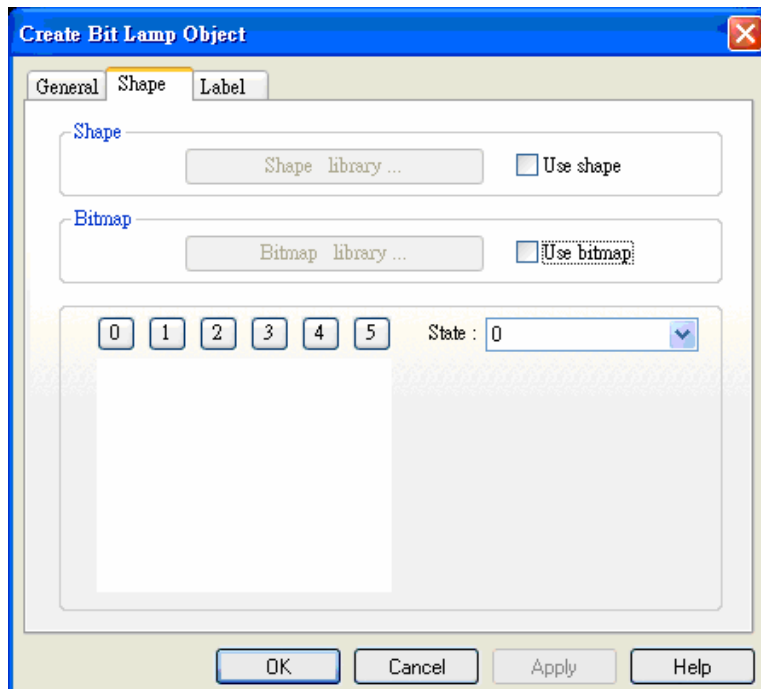 Create Bit Lamp Object
General Shape Label
Shape
Shape library ... Use shape
Bitmap
Bitmap library ... Use bitmap
0 1 2 3 4 5 State : 0
OK Cancel Apply Help